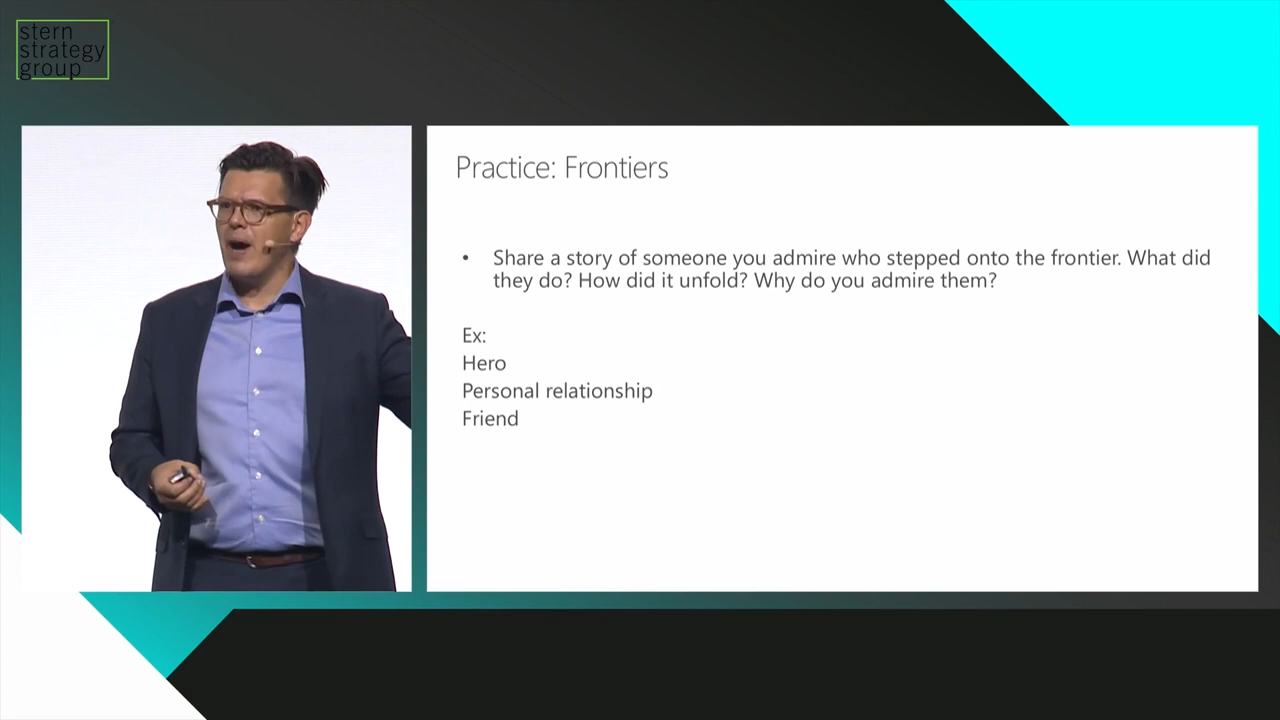 stern
strategy
group
Practice: Frontiers
• Share a story of someone you admire who stepped onto the frontier. What did
they do? How did it unfold? Why do you admire them?
Ex:
Hero
Personal relationship
Friend